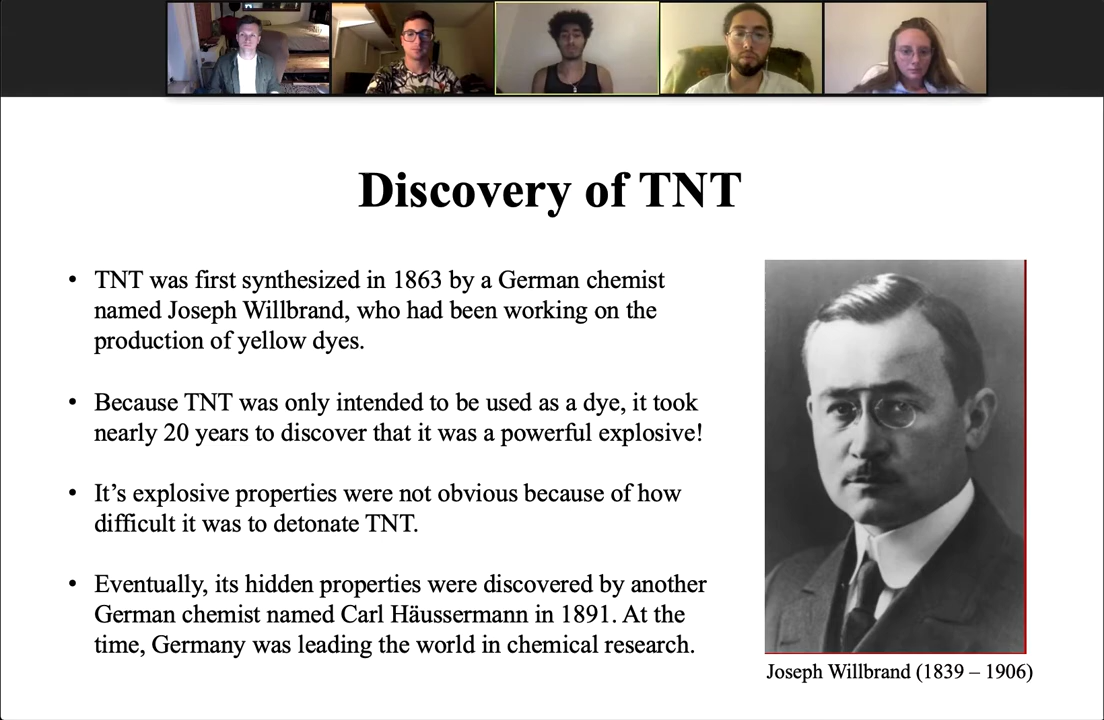 Discovery of TNT
• TNT was first synthesized in 1863 by a German chemist
named Joseph Willbrand, who had been working on the
production of yellow dyes.
• Because TNT was only intended to be used as a dye, it took
nearly 20 years to discover that it was a powerful explosive!
• It’s explosive properties were not obvious because of how
difficult it was to detonate TNT.
• Eventually, its hidden properties were discovered by another
German chemist named Carl Häussermann in 1891. At the
time, Germany was leading the world in chemical research.
Joseph Willbrand (1839 – 1906)